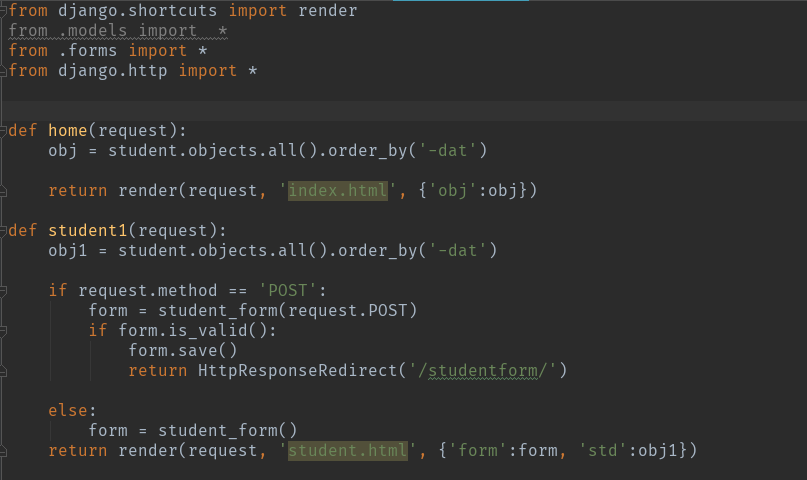 from django.shortcuts import render
from .models import  *
from .forms import *
from django.http import *
def home(request):
    obj = student.objects.all().order_by('-dat')
    return render(request, 'index.html', {'obj':obj})
def student1(request):
    obj1 = student.objects.all().order_by('-dat')
    if request.method == 'POST':
        form = student_form(request.POST)
        if form.is_valid():
            form.save()
            return HttpResponseRedirect('/studentform/')
    else:
        form = student_form()
    return render(request, 'student.html', {'form':form, 'std':obj1})